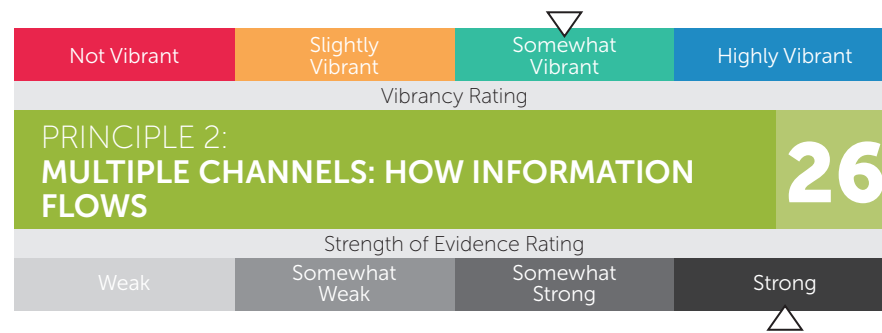 Not Vibrant
Slightly
Vibrant
Somewhat
Vibrant
Highly Vibrant
Vibrancy Rating
PRINCIPLE 2:
MULTIPLE CHANNELS: HOW INFORMATION
FLOWS
26
Strength of Evidence Rating
Weak
Somewhat
Weak
Somewhat
Strong
Strong